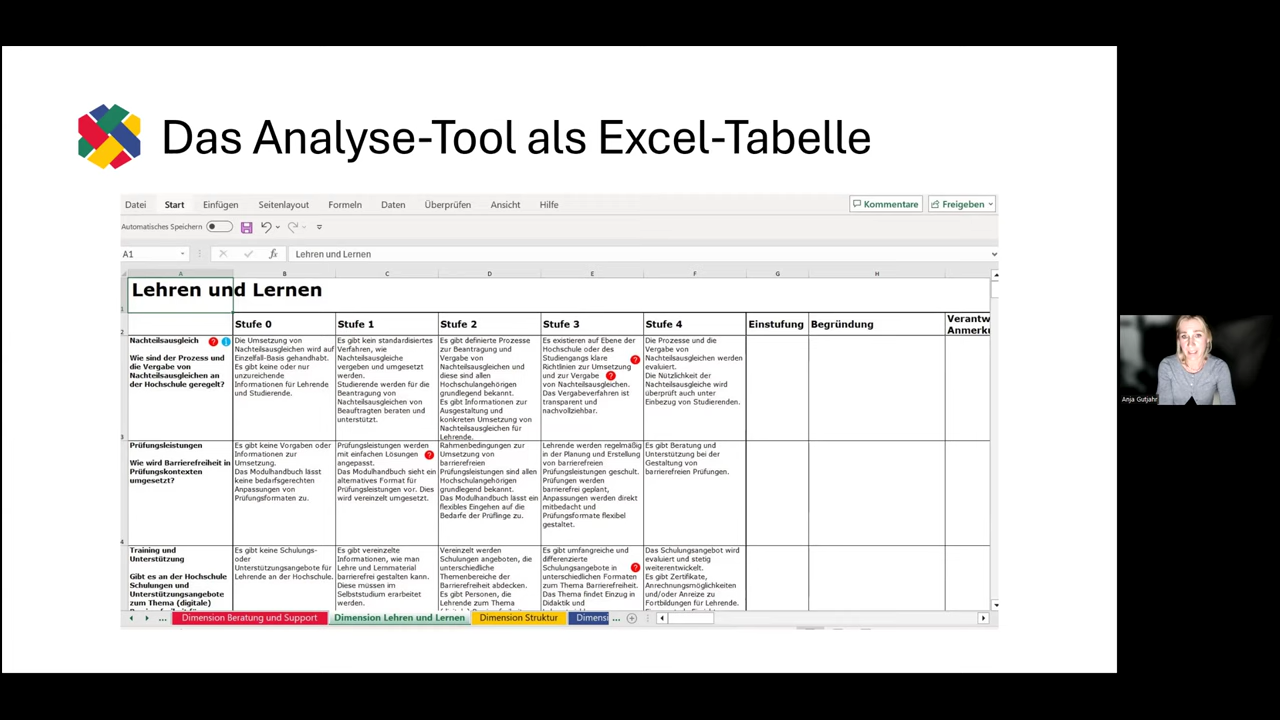 Das Analyse-Tool als Excel-Tabelle
Datei Start Einfügen Seitenlayout Formeln Daten Überprüfen Ansicht Hilfe Kommentare Freigeben
Automatisches Speichern
A1 fx Lehren und Lernen
A B C D E F G H
1 Lehren und Lernen
2 Stufe 0 Stufe 1 Stufe 2 Stufe 3 Stufe 4 Einstufung Begründung Verantw
Anmerku
3
Nachteilsausgleich ? i
Wie sind der Prozess und
die Vergabe von
Nachteilsausgleichen an
der Hochschule geregelt?
Die Umsetzung von
Nachteilsausgleichen wird auf
Einzelfall-Basis gehandhabt.
Es gibt keine oder nur
unzureichende
Informationen für Lehrende
und Studierende.
Es gibt kein standardisiertes
Verfahren, wie
Nachteilsausgleiche
vergeben und umgesetzt
werden.
Studierende werden für die
Beantragung von
Nachteilsausgleichen von
Beauftragten beraten und
unterstützt.
Es gibt definierte Prozesse
zur Beantragung und
Vergabe von
Nachteilsausgleichen und
diese sind allen
Hochschulangehörigen
grundlegend bekannt.
Es gibt Informationen zur
Ausgestaltung und
konkreten Umsetzung von
Nachteilsausgleichen für
Lehrende.
Es existieren auf Ebene der
Hochschule oder des
Studiengangs klare ?
Richtlinien zur Umsetzung
und zur Vergabe ?
von Nachteilsausgleichen.
Das Vergabeverfahren ist
transparent und
nachvollziehbar.
Die Prozesse und die
Vergabe von
Nachteilsausgleichen werden
evaluiert.
Die Nützlichkeit der
Nachteilsausgleiche wird
überprüft auch unter
Einbezug von Studierenden.
4
Prüfungsleistungen
Wie wird Barrierefreiheit in
Prüfungskontexten
umgesetzt?
Es gibt keine Vorgaben oder
Informationen zur
Umsetzung.
Das Modulhandbuch lässt
keine bedarfsgerechten
Anpassungen von
Prüfungsformaten zu.
Prüfungsleistungen werden
mit einfachen Lösungen ?
angepasst.
Das Modulhandbuch sieht ein
alternatives Format für
Prüfungsleistungen vor. Dies
wird vereinzelt umgesetzt.
Rahmenbedingungen zur
Umsetzung von
barrierefreien
Prüfungsleistungen sind allen
Hochschulangehörigen
grundlegend bekannt.
Das Modulhandbuch lässt ein
flexibles Eingehen auf die
Bedarfe der Prüflinge zu.
Lehrende werden regelmäßig
in der Planung und Erstellung
von barrierefreien
Prüfungsleistungen geschult.
Prüfungen werden
barrierefrei geplant,
Anpassungen werden direkt
mitbedacht und
Prüfungsformate flexibel
gestaltet.
Es gibt Beratung und
Unterstützung bei der
Gestaltung von
barrierefreien Prüfungen.
Training und
Unterstützung
Gibt es an der Hochschule
Schulungen und
Unterstützungsangebote
zum Thema (digitale)
Es gibt keine Schulungs-
oder
Unterstützungsangebote für
Lehrende an der Hochschule.
Es gibt vereinzelte
Informationen, wie man
Lehre und Lernmaterial
barrierefrei gestalten kann.
Diese müssen im
Selbststudium erarbeitet
werden.
Vereinzelt werden
Schulungen angeboten, die
unterschiedliche
Themenbereiche der
Barrierefreiheit abdecken.
Es gibt Personen, die
Lehrende zum Thema
Es gibt umfangreiche und
differenzierte
Schulungsangebote in ?
unterschiedlichen Formaten
zum Thema Barrierefreiheit.
Das Thema findet Einzug in
Didaktik und
Das Schulungsangebot wird
evaluiert und stetig
weiterentwickelt.
Es gibt Zertifikate,
Anrechnungsmöglichkeiten
und/oder Anreize zu
Fortbildungen für Lehrende.
... Dimension Beratung und Support Dimension Lehren und Lernen Dimension Struktur Dimensi ...
Anja Gutjahr